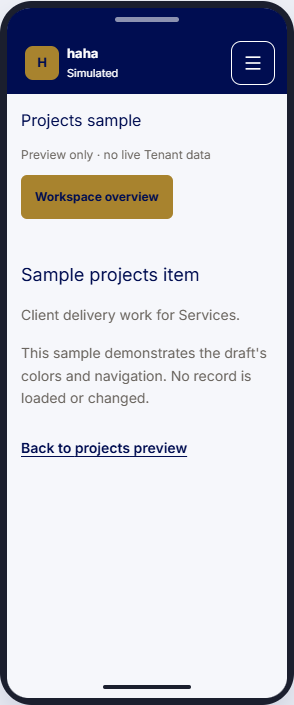 H
haha
Simulated
Projects sample
Preview only · no live Tenant data
Workspace overview
Sample projects item
Client delivery work for Services.
This sample demonstrates the draft's
colors and navigation. No record is
loaded or changed.
Back to projects preview